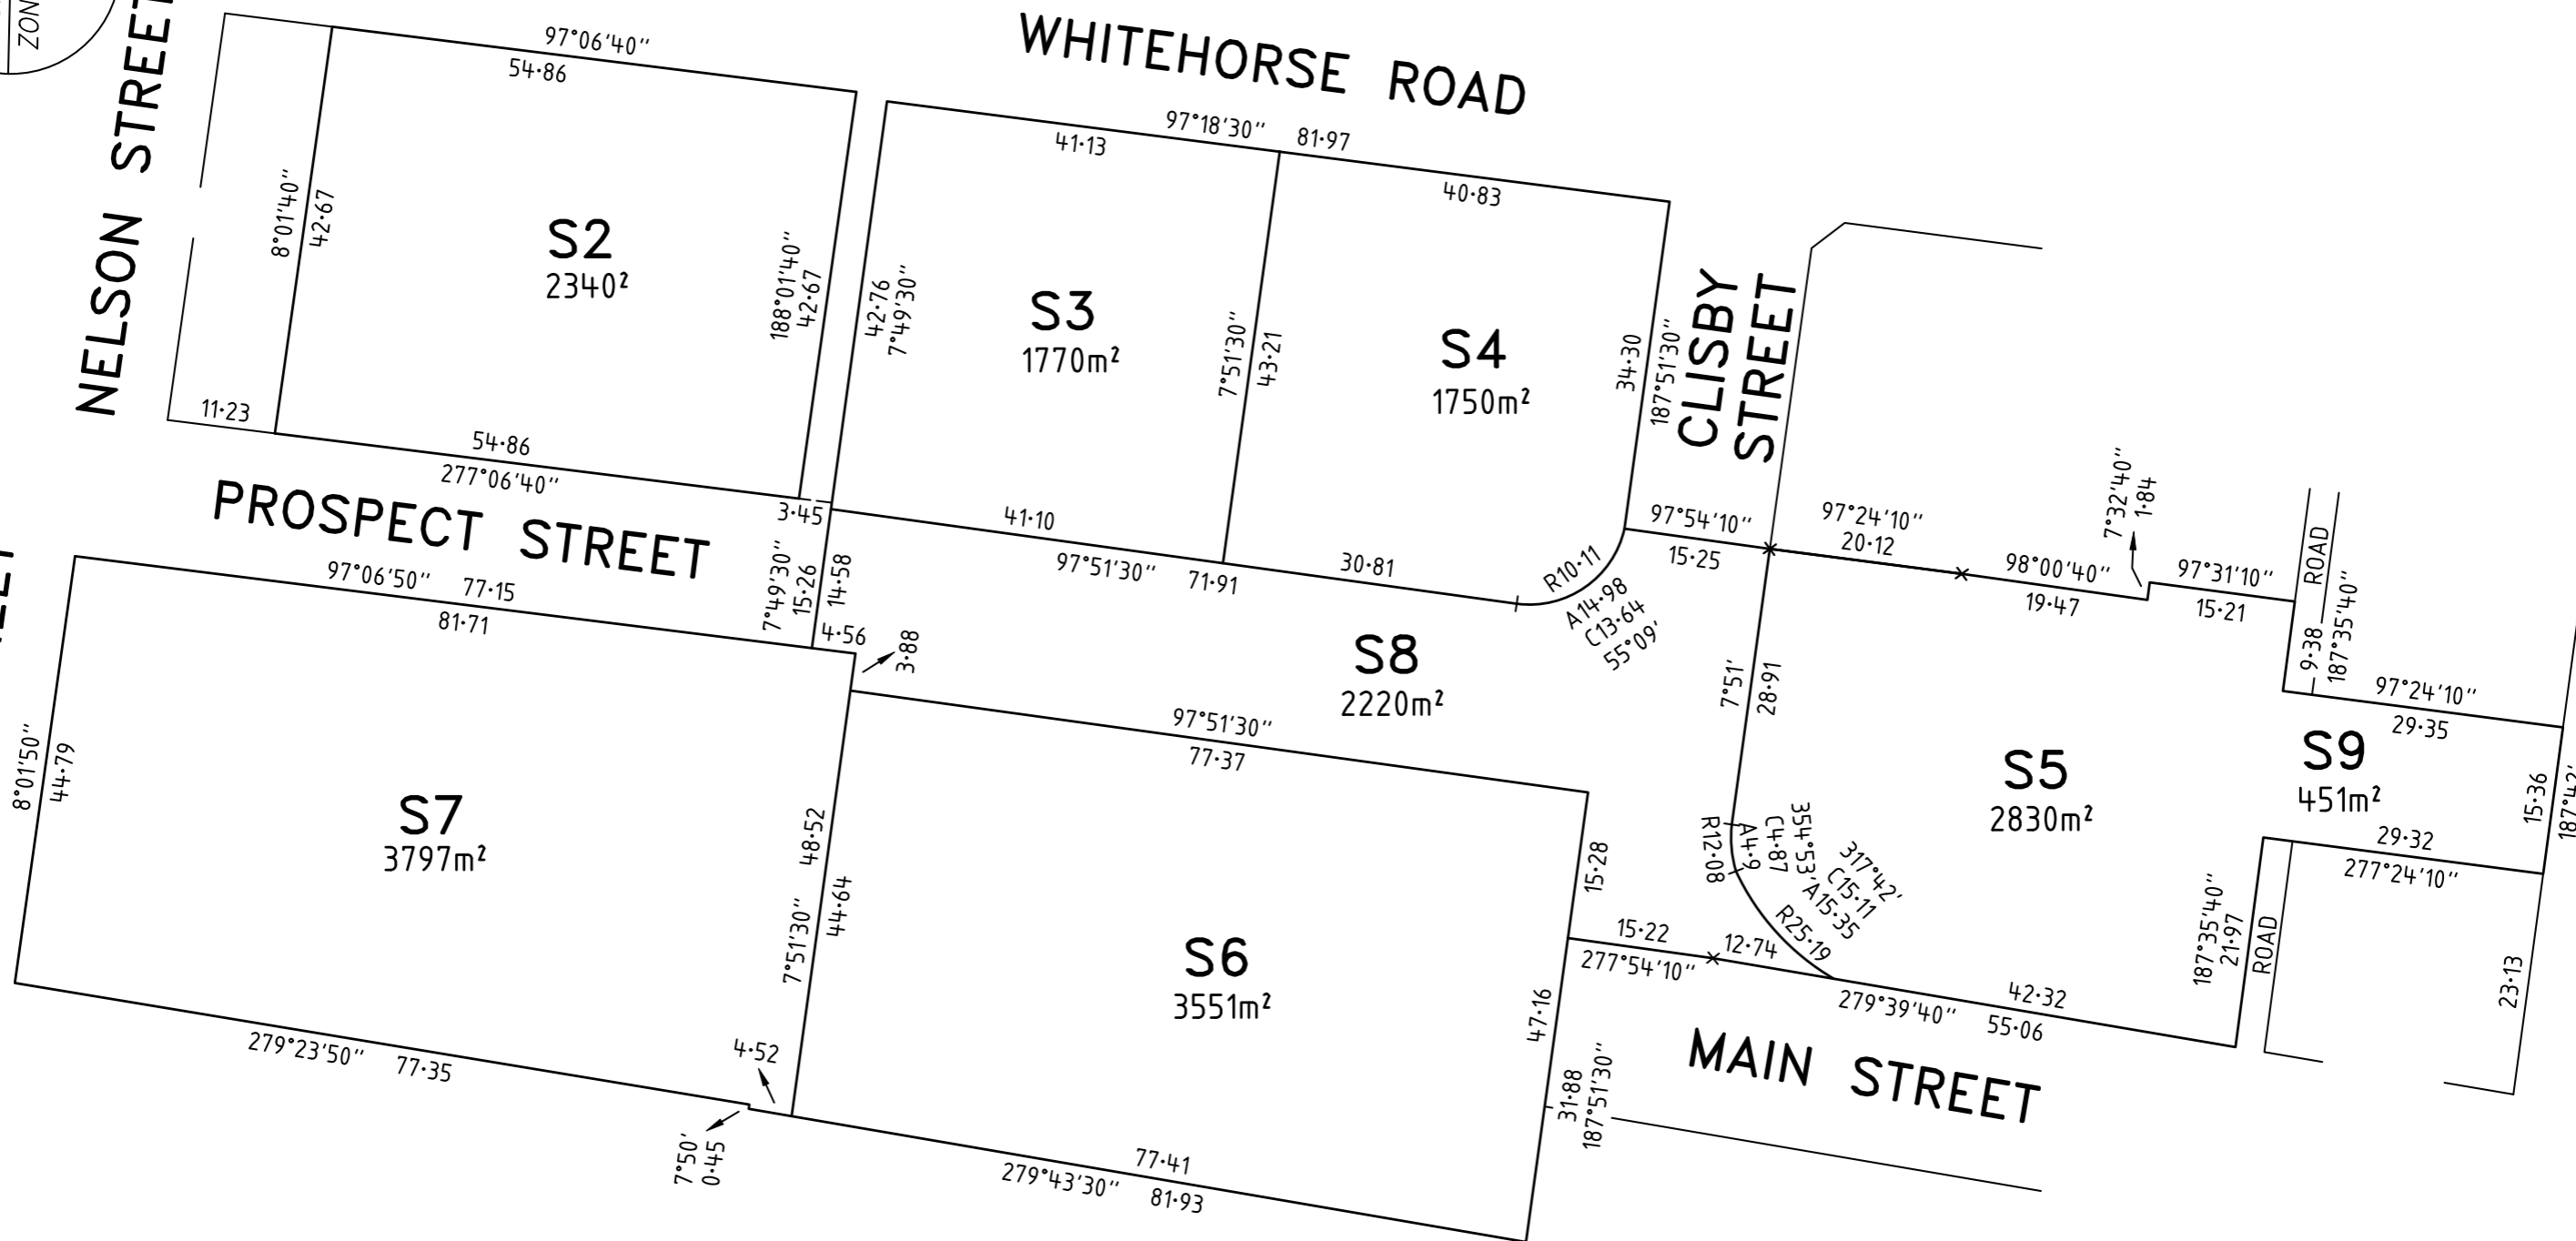 ZON
NELSON STREET
97°06'40"
54·86
WHITEHORSE ROAD
97°18'30" 81·97
41·13
40·83
8°01'40"
42·67
S2
2340²
188°01'40"
42·67
42·76
7°49'30"
S3
1770m²
7°51'30"
43·21
S4
1750m²
34·30
187°51'30"
CLISBY
STREET
11·23
54·86
277°06'40"
PROSPECT STREET
3·45
41·10
97°51'30" 71·91
30·81
R10·11
A14·98
C13·64
55°09'
97°54'10"
15·25
97°24'10"
20·12
98°00'40"
19·47
7°32'40"
1·84
97°31'10"
15·21
ROAD
9·38
187°35'40"
97°24'10"
29·35
97°06'50" 77·15
81·71
7°49'30"
15·26
14·58
4·56
3·88
S8
2220m²
7°51'
28·91
97°51'30"
77·37
8°01'50"
44·79
S7
3797m²
48·52
7°51'30"
44·64
S6
3551m²
15·28
R12·08
A4·9
C4·87
354°53'
317°42'
C15·11
A15·35
R25·19
S5
2830m²
S9
451m²
15·36
187°42'
29·32
277°24'10"
187°35'40"
21·97
ROAD
23·13
15·22
277°54'10"
12·74
42·32
279°39'40" 55·06
47·16
31·88
187°51'30"
MAIN STREET
279°23'50" 77·35
4·52
7°50'
0·45
77·41
279°43'30" 81·93